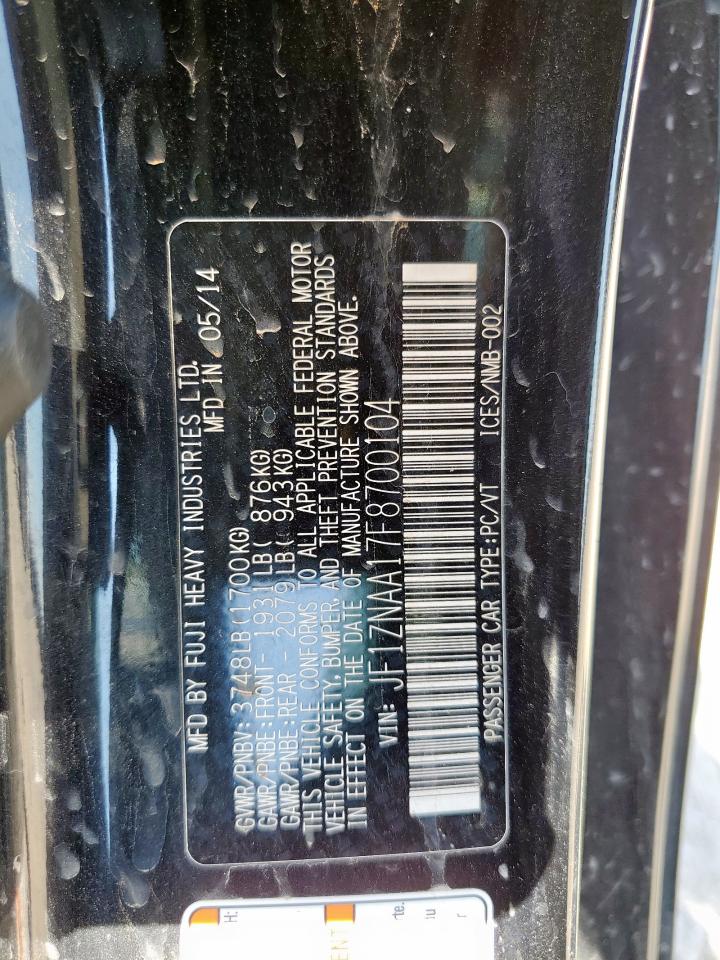 MFD BY FUJI HEAVY INDUSTRIES LTD.
MFD IN 05/14
GVWR/PNBV: 3748LB(1700KG)
GAWR/PNBE:FRONT- 1931LB( 876KG)
GAWR/PNBE:REAR - 2079LB( 943KG)
THIS VEHICLE CONFORMS TO ALL APPLICABLE FEDERAL MOTOR
VEHICLE SAFETY, BUMPER, AND THEFT PREVENTION STANDARDS
IN EFFECT ON THE DATE OF MANUFACTURE SHOWN ABOVE.
VIN: JF1ZNAA17F8700104
PASSENGER CAR TYPE:PC/VT ICES/NMB-002
H:
ENT
rte.
ou
r